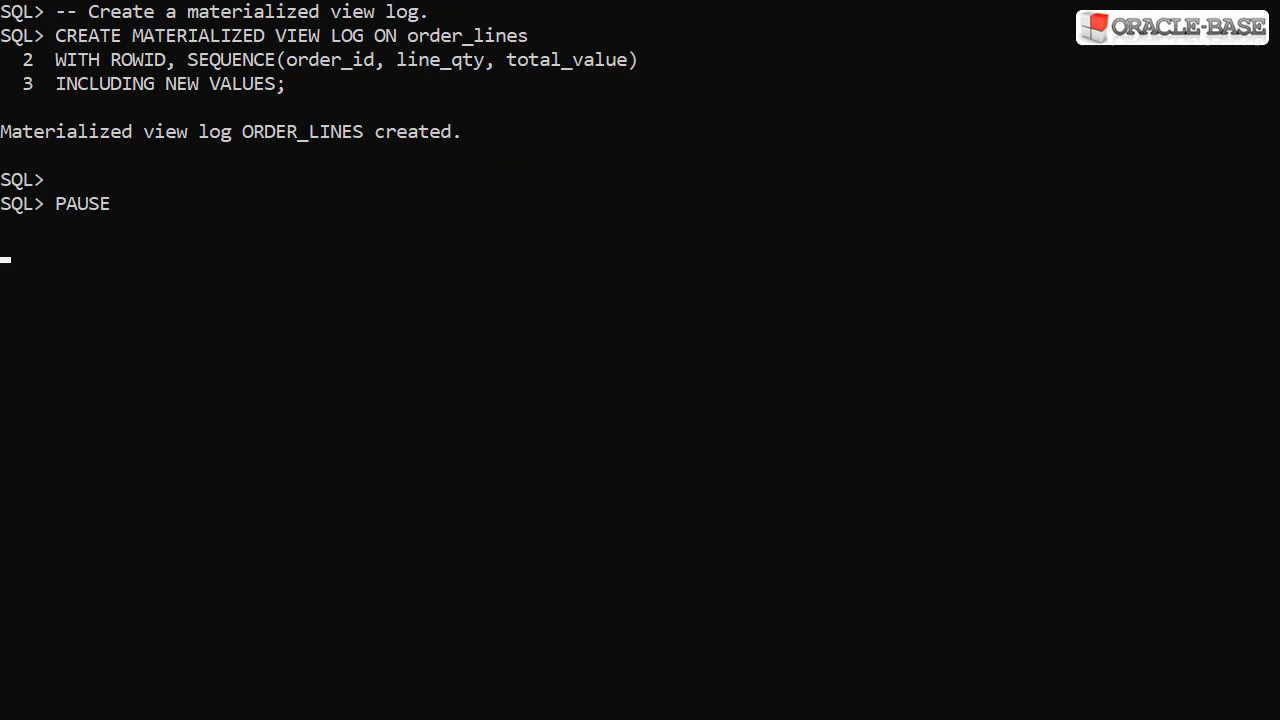 SQL> -- Create a materialized view log.
SQL> CREATE MATERIALIZED VIEW LOG ON order_lines
  2  WITH ROWID, SEQUENCE(order_id, line_qty, total_value)
  3  INCLUDING NEW VALUES;
Materialized view log ORDER_LINES created.
SQL>
SQL> PAUSE
ORACLE-BASE